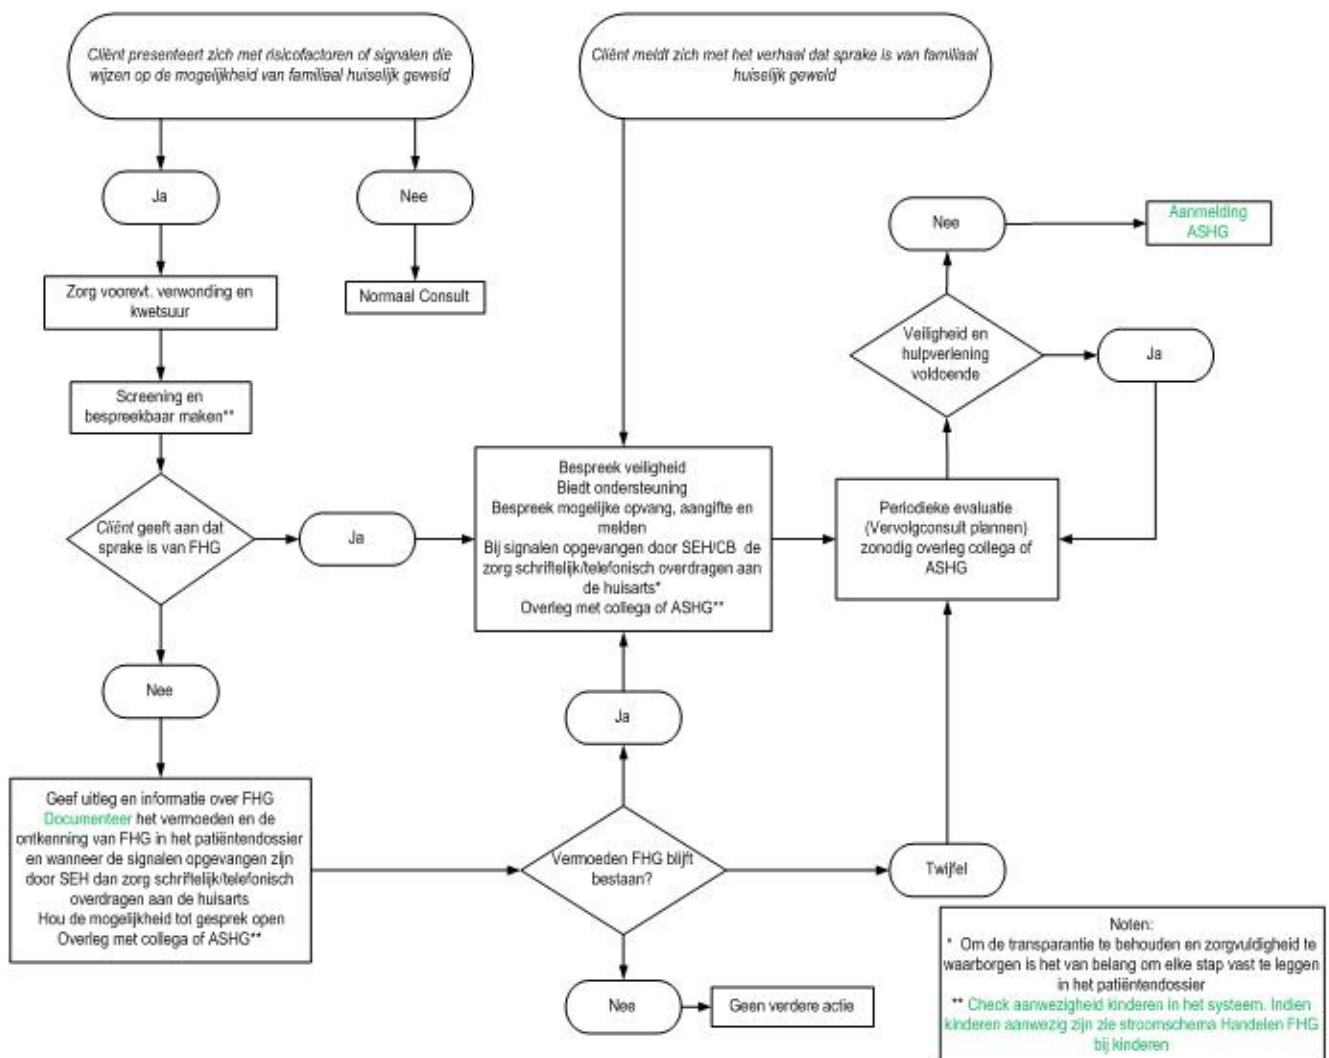 Cliënt presenteert zich met risicofactoren of signalen die
wijzen op de mogelijkheid van familiaal huiselijk geweld
Cliënt meldt zich met het verhaal dat sprake is van familiaal
huiselijk geweld
Ja
Nee
Zorg voorevt. verwonding en
kwetsuur
Normaal Consult
Screening en
bespreekbaar maken**
Cliënt geeft aan dat
sprake is van FHG
Ja
Nee
Geef uitleg en informatie over FHG
Documenteer het vermoeden en de
ontkenning van FHG in het patiëntendossier
en wanneer de signalen opgevangen zijn
door SEH dan zorg schriftelijk/telefonisch
overdragen aan de huisarts
Hou de mogelijkheid tot gesprek open
Overleg met collega of ASHG**
Bespreek veiligheid
Biedt ondersteuning
Bespreek mogelijke opvang, aangifte en
melden
Bij signalen opgevangen door SEH/CB de
zorg schriftelijk/telefonisch overdragen aan
de huisarts*
Overleg met collega of ASHG**
Ja
Vermoeden FHG blijft
bestaan?
Nee
Geen verdere actie
Twijfel
Periodieke evaluatie
(Vervolgconsult plannen)
zonodig overleg collega of
ASHG
Veiligheid en
hulpverlening
voldoende
Ja
Nee
Aanmelding
ASHG
Noten:
* Om de transparantie te behouden en zorgvuldigheid te
waarborgen is het van belang om elke stap vast te leggen
in het patiëntendossier
** Check aanwezigheid kinderen in het systeem. Indien
kinderen aanwezig zijn zie stroomschema Handelen FHG
bij kinderen